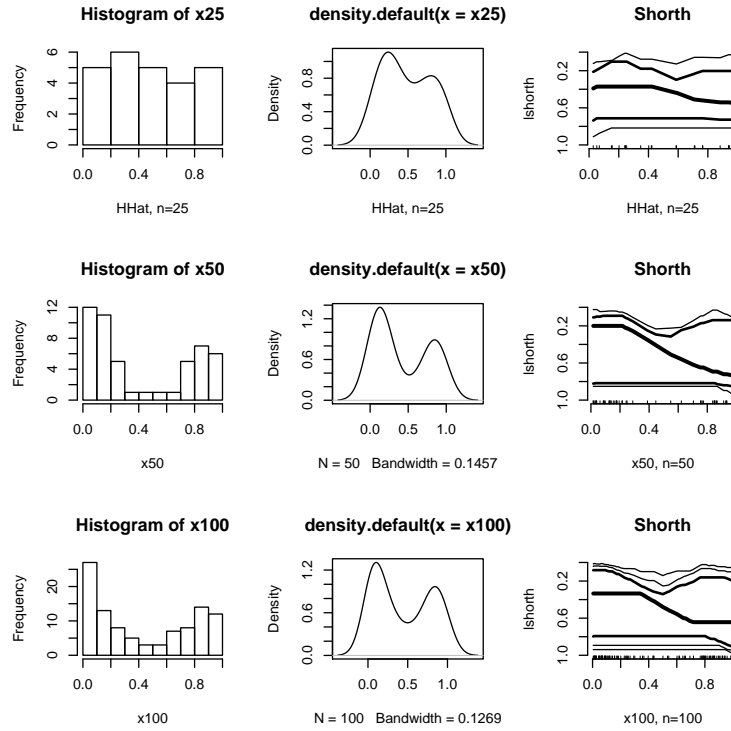 Histogram of x25
Frequency
0 2 4 6
0.0 0.4 0.8
HHat, n=25
density.default(x = x25)
Density
0.0 0.4 0.8
0.0 0.5 1.0
HHat, n=25
Shorth
lshorth
1.0 0.6 0.2
0.0 0.4 0.8
HHat, n=25
Histogram of x50
Frequency
0 4 8 12
0.0 0.4 0.8
x50
density.default(x = x50)
Density
0.0 0.6 1.2
0.0 0.5 1.0
N = 50 Bandwidth = 0.1457
Shorth
lshorth
1.0 0.6 0.2
0.0 0.4 0.8
x50, n=50
Histogram of x100
Frequency
0 10 20
0.0 0.4 0.8
x100
density.default(x = x100)
Density
0.0 0.6 1.2
0.0 0.5 1.0
N = 100 Bandwidth = 0.1269
Shorth
lshorth
1.0 0.6 0.2
0.0 0.4 0.8
x100, n=100